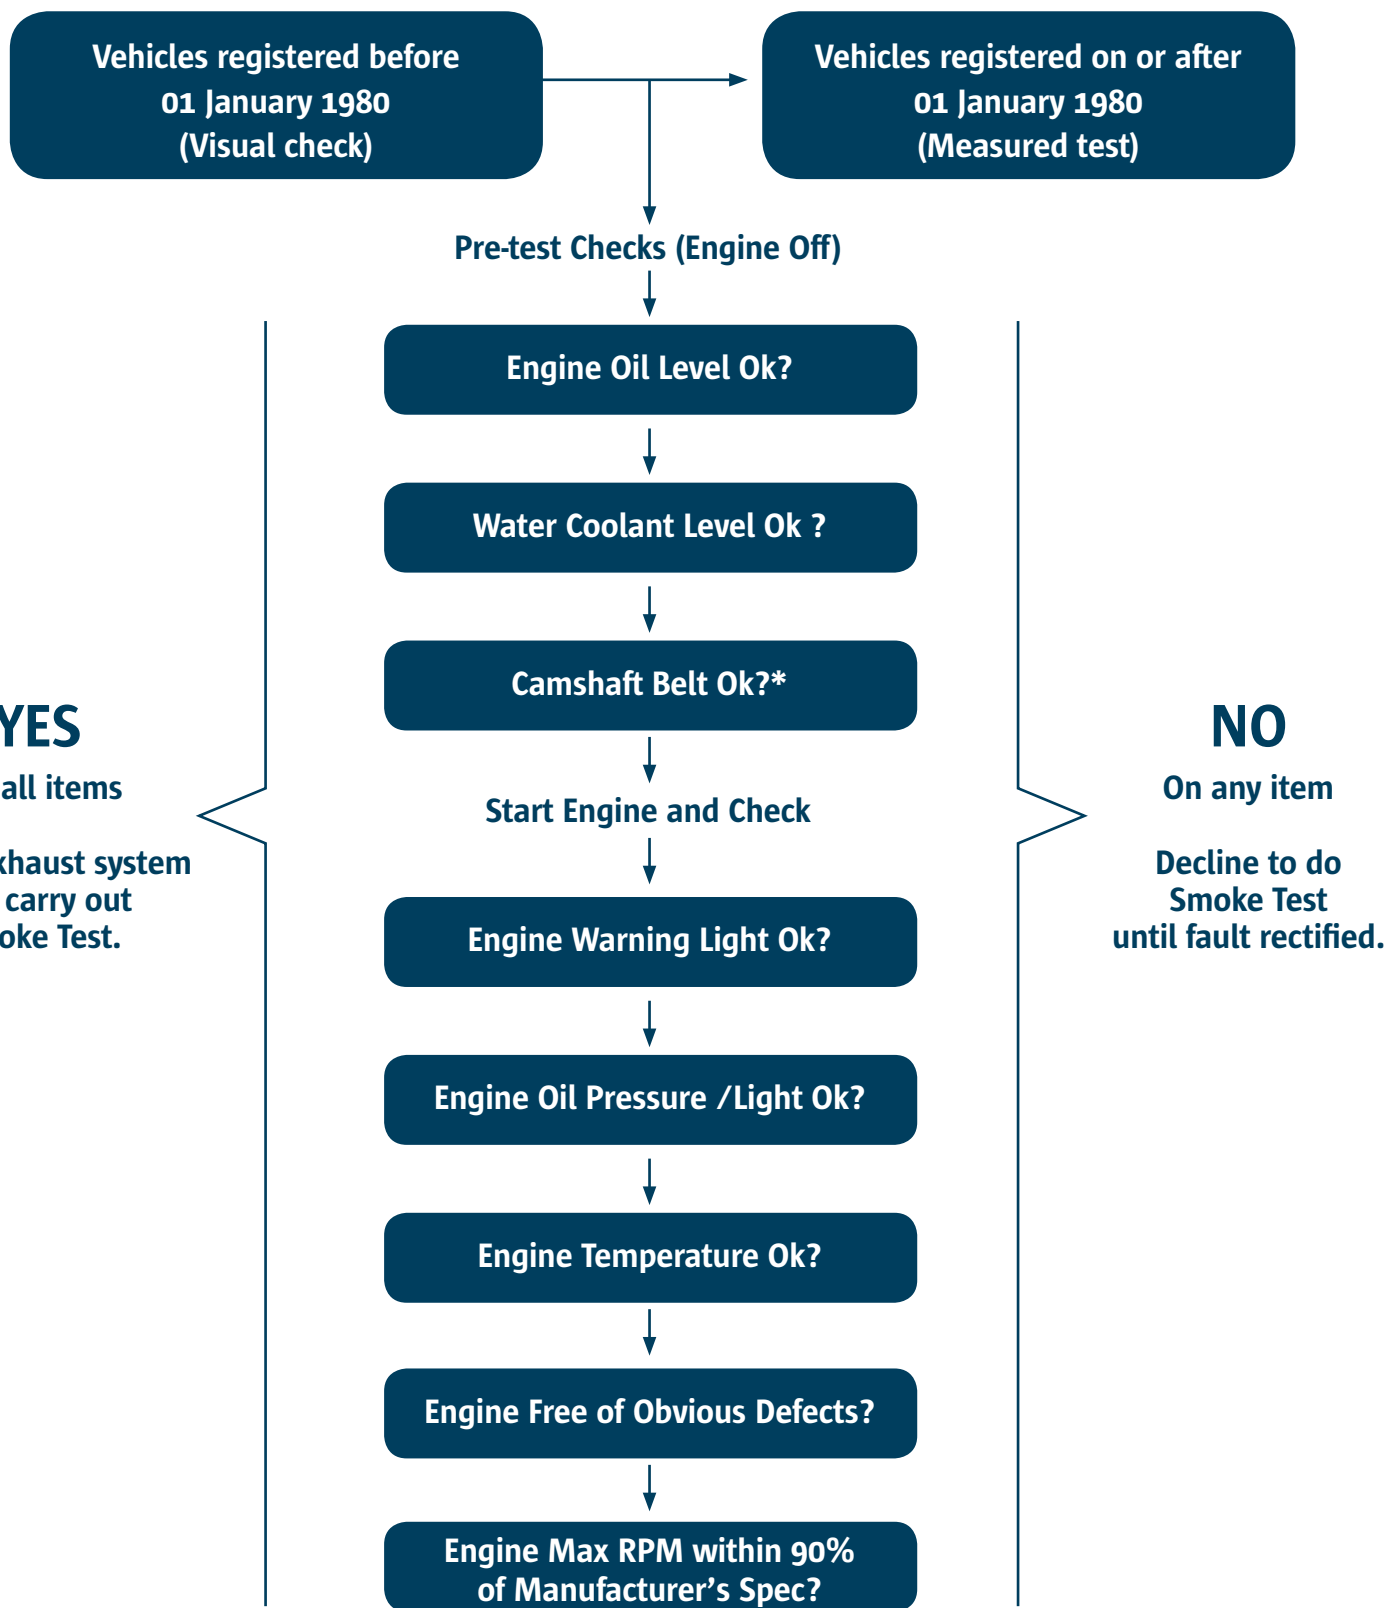 Vehicles registered before
01 January 1980
(Visual check)
Vehicles registered on or after
01 January 1980
(Measured test)
Pre-test Checks (Engine Off)
Engine Oil Level Ok?
Water Coolant Level Ok ?
Camshaft Belt Ok?*
Start Engine and Check
Engine Warning Light Ok?
Engine Oil Pressure /Light Ok?
Engine Temperature Ok?
Engine Free of Obvious Defects?
Engine Max RPM within 90%
of Manufacturer’s Spec?
YES
all items
xhaust system
carry out
oke Test.
NO
On any item
Decline to do
Smoke Test
until fault rectified.